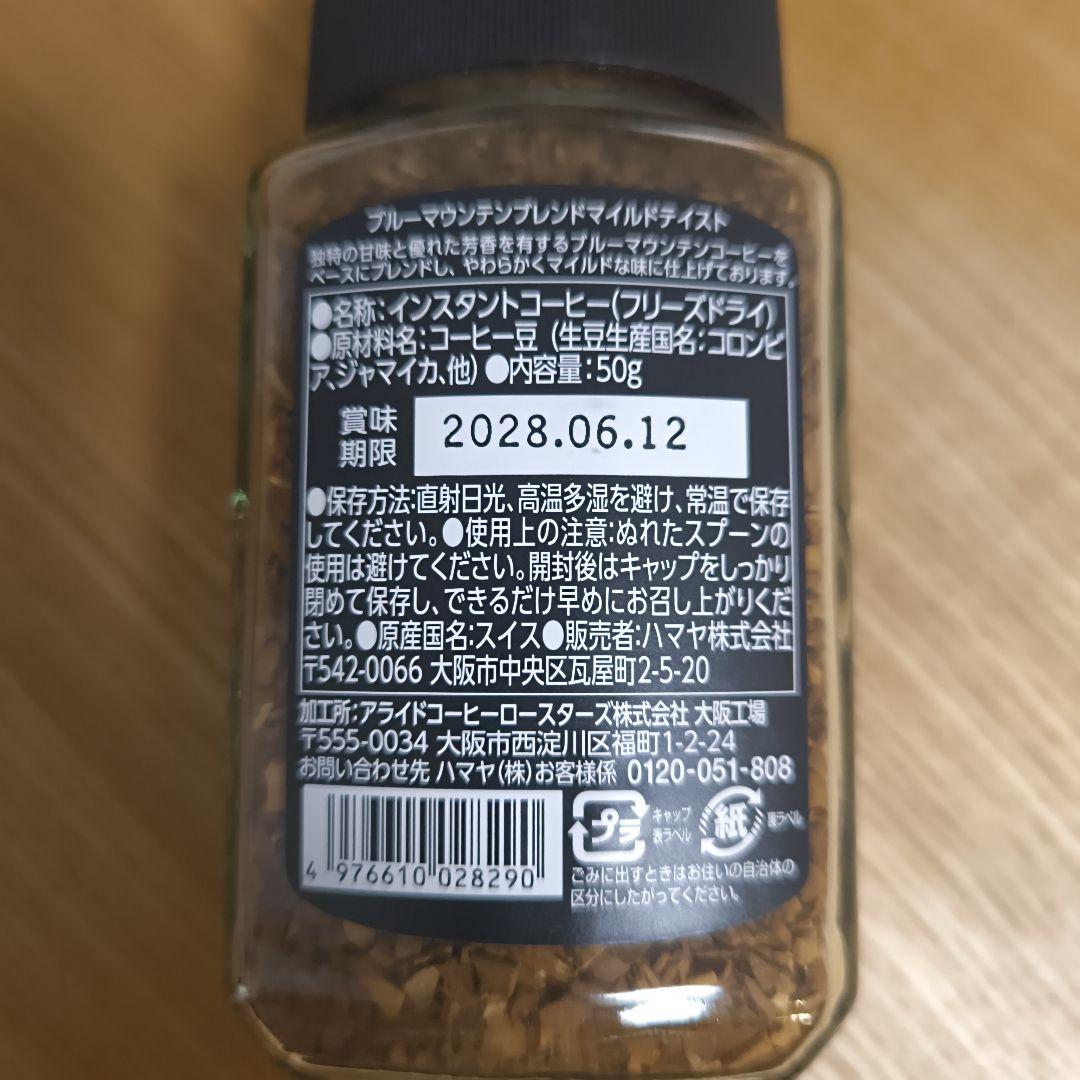 ブルーマウンテンブレンドマイルドテイスト
独特の甘味と優れた芳香を有するブルーマウンテンコーヒーを
ベースにブレンドし、やわらかくマイルドな味に仕上げております。
●名称：インスタントコーヒー(フリーズドライ)
●原材料名：コーヒー豆（生豆生産国名：コロンビ
ア、ジャマイカ、他）●内容量：50g
賞味
期限
2028.06.12
●保存方法：直射日光、高温多湿を避け、常温で保存
してください。●使用上の注意：ぬれたスプーンの
使用は避けてください。開封後はキャップをしっかり
閉めて保存し、できるだけ早めにお召し上がりくだ
さい。●原産国名：スイス●販売者：ハマヤ株式会社
〒542-0066 大阪市中央区瓦屋町2-5-20
加工所：アライドコーヒーロースターズ株式会社 大阪工場
〒555-0034 大阪市西淀川区福町1-2-24
お問い合わせ先 ハマヤ(株)お客様係 0120-051-808
プラ
キャップ
表ラベル
紙
裏ラベル
ごみに出すときはお住いの自治体の
区分にしたがってください。
4 976610 028290